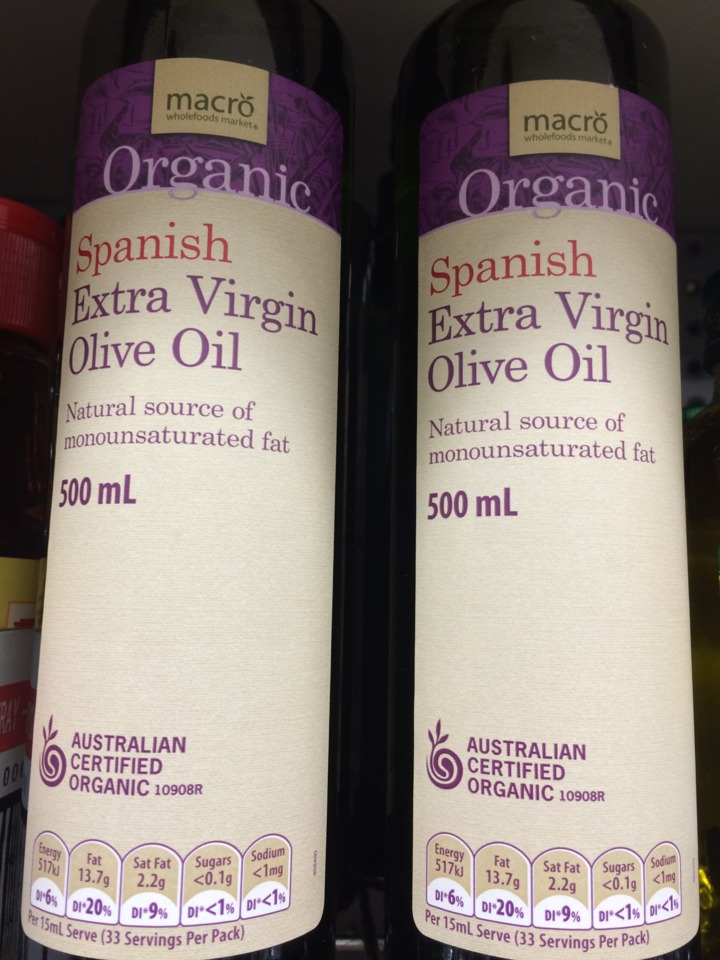 macro
wholefoods market®
Organic
Spanish
Extra Virgin
Olive Oil
Natural source of
monounsaturated fat
500 mL
AUSTRALIAN
CERTIFIED
ORGANIC 10908R
Energy 517kJ DI*6%
Fat 13.7g DI*20%
Sat Fat 2.2g DI*9%
Sugars <0.1g DI*<1%
Sodium <1mg DI*<1%
Per 15mL Serve (33 Servings Per Pack)
macro
wholefoods market®
Organic
Spanish
Extra Virgin
Olive Oil
Natural source of
monounsaturated fat
500 mL
AUSTRALIAN
CERTIFIED
ORGANIC 10908R
Energy 517kJ DI*6%
Fat 13.7g DI*20%
Sat Fat 2.2g DI*9%
Sugars <0.1g DI*<1%
Sodium <1mg DI*<1%
Per 15mL Serve (33 Servings Per Pack)